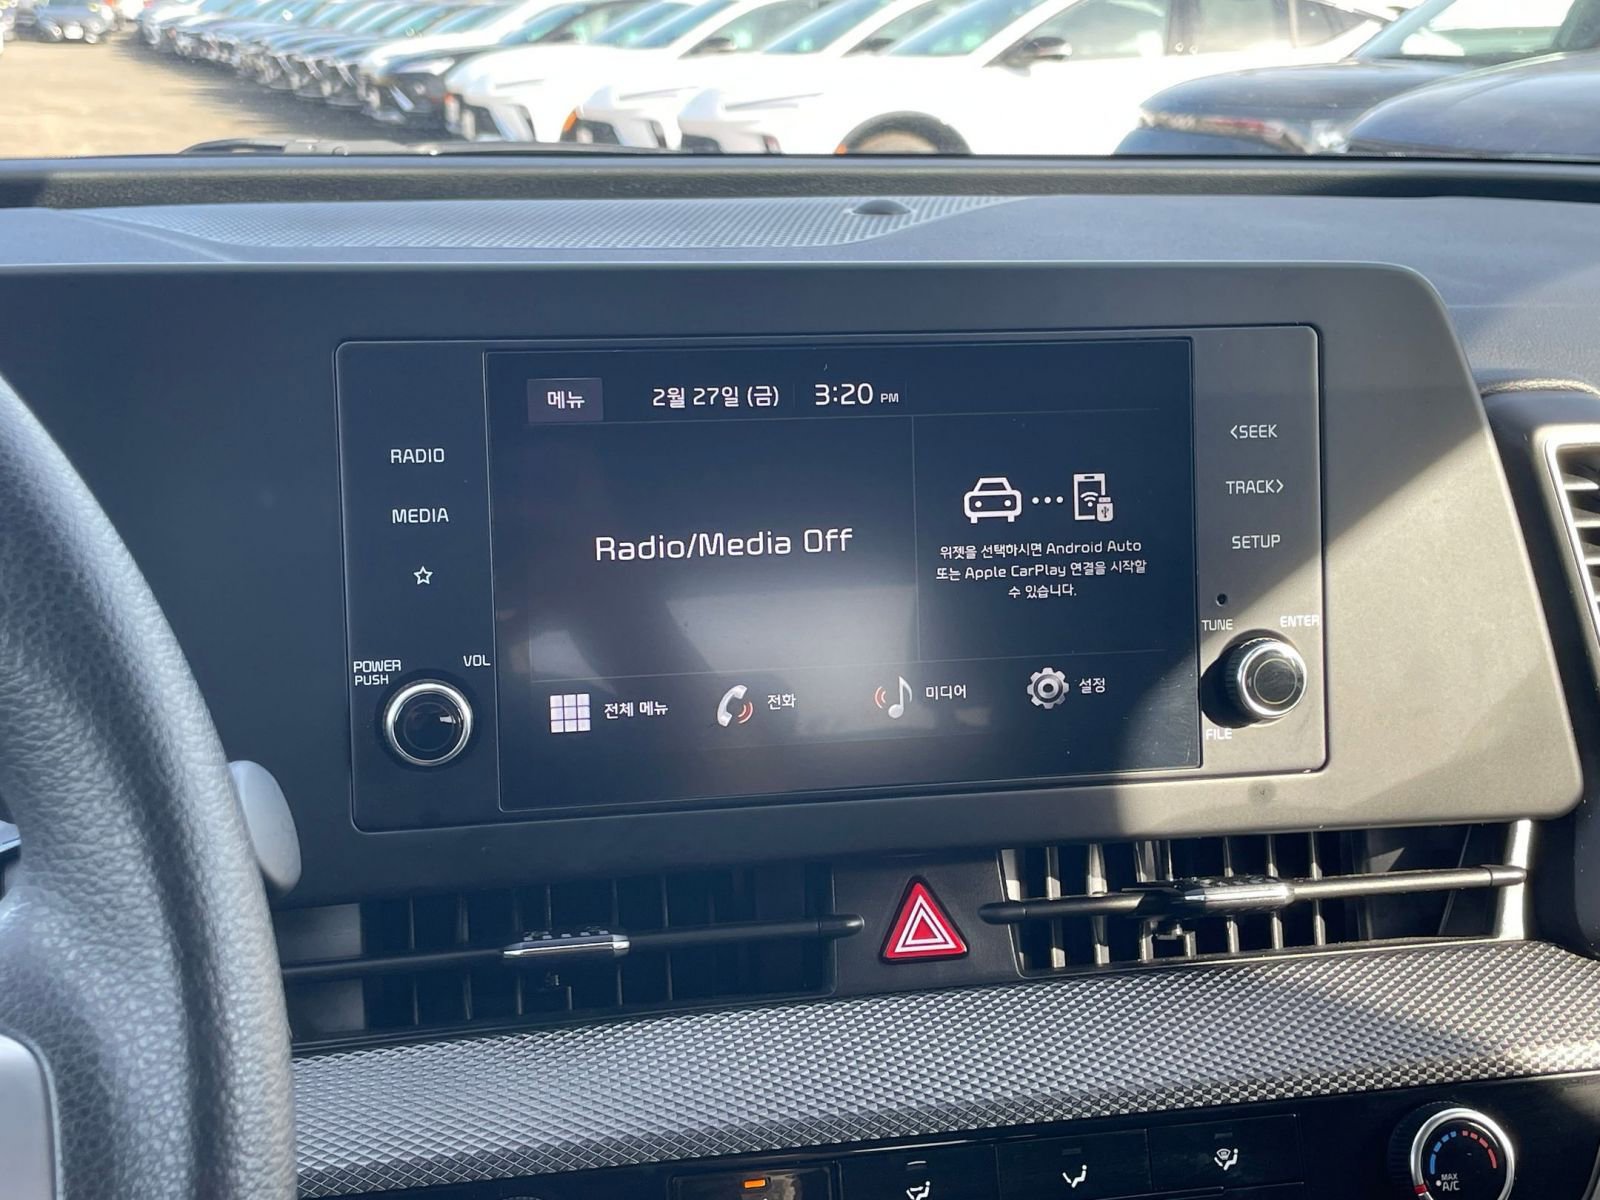 메뉴 2월 27일 (금) 3:20 PM
RADIO
MEDIA
POWER PUSH
VOL
Radio/Media Off
위젯을 선택하시면 Android Auto
또는 Apple CarPlay 연결을 시작할
수 있습니다.
전체 메뉴 전화 미디어 설정
<SEEK
TRACK>
SETUP
TUNE
ENTER
FILE
MAX
A/C